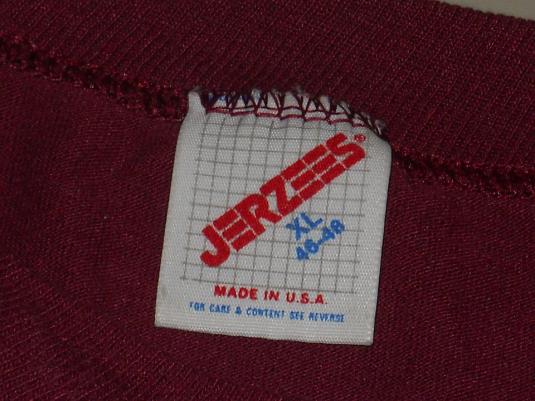 JERZEES®
XL
46-48
MADE IN U.S.A.
FOR CARE & CONTENT SEE REVERSE